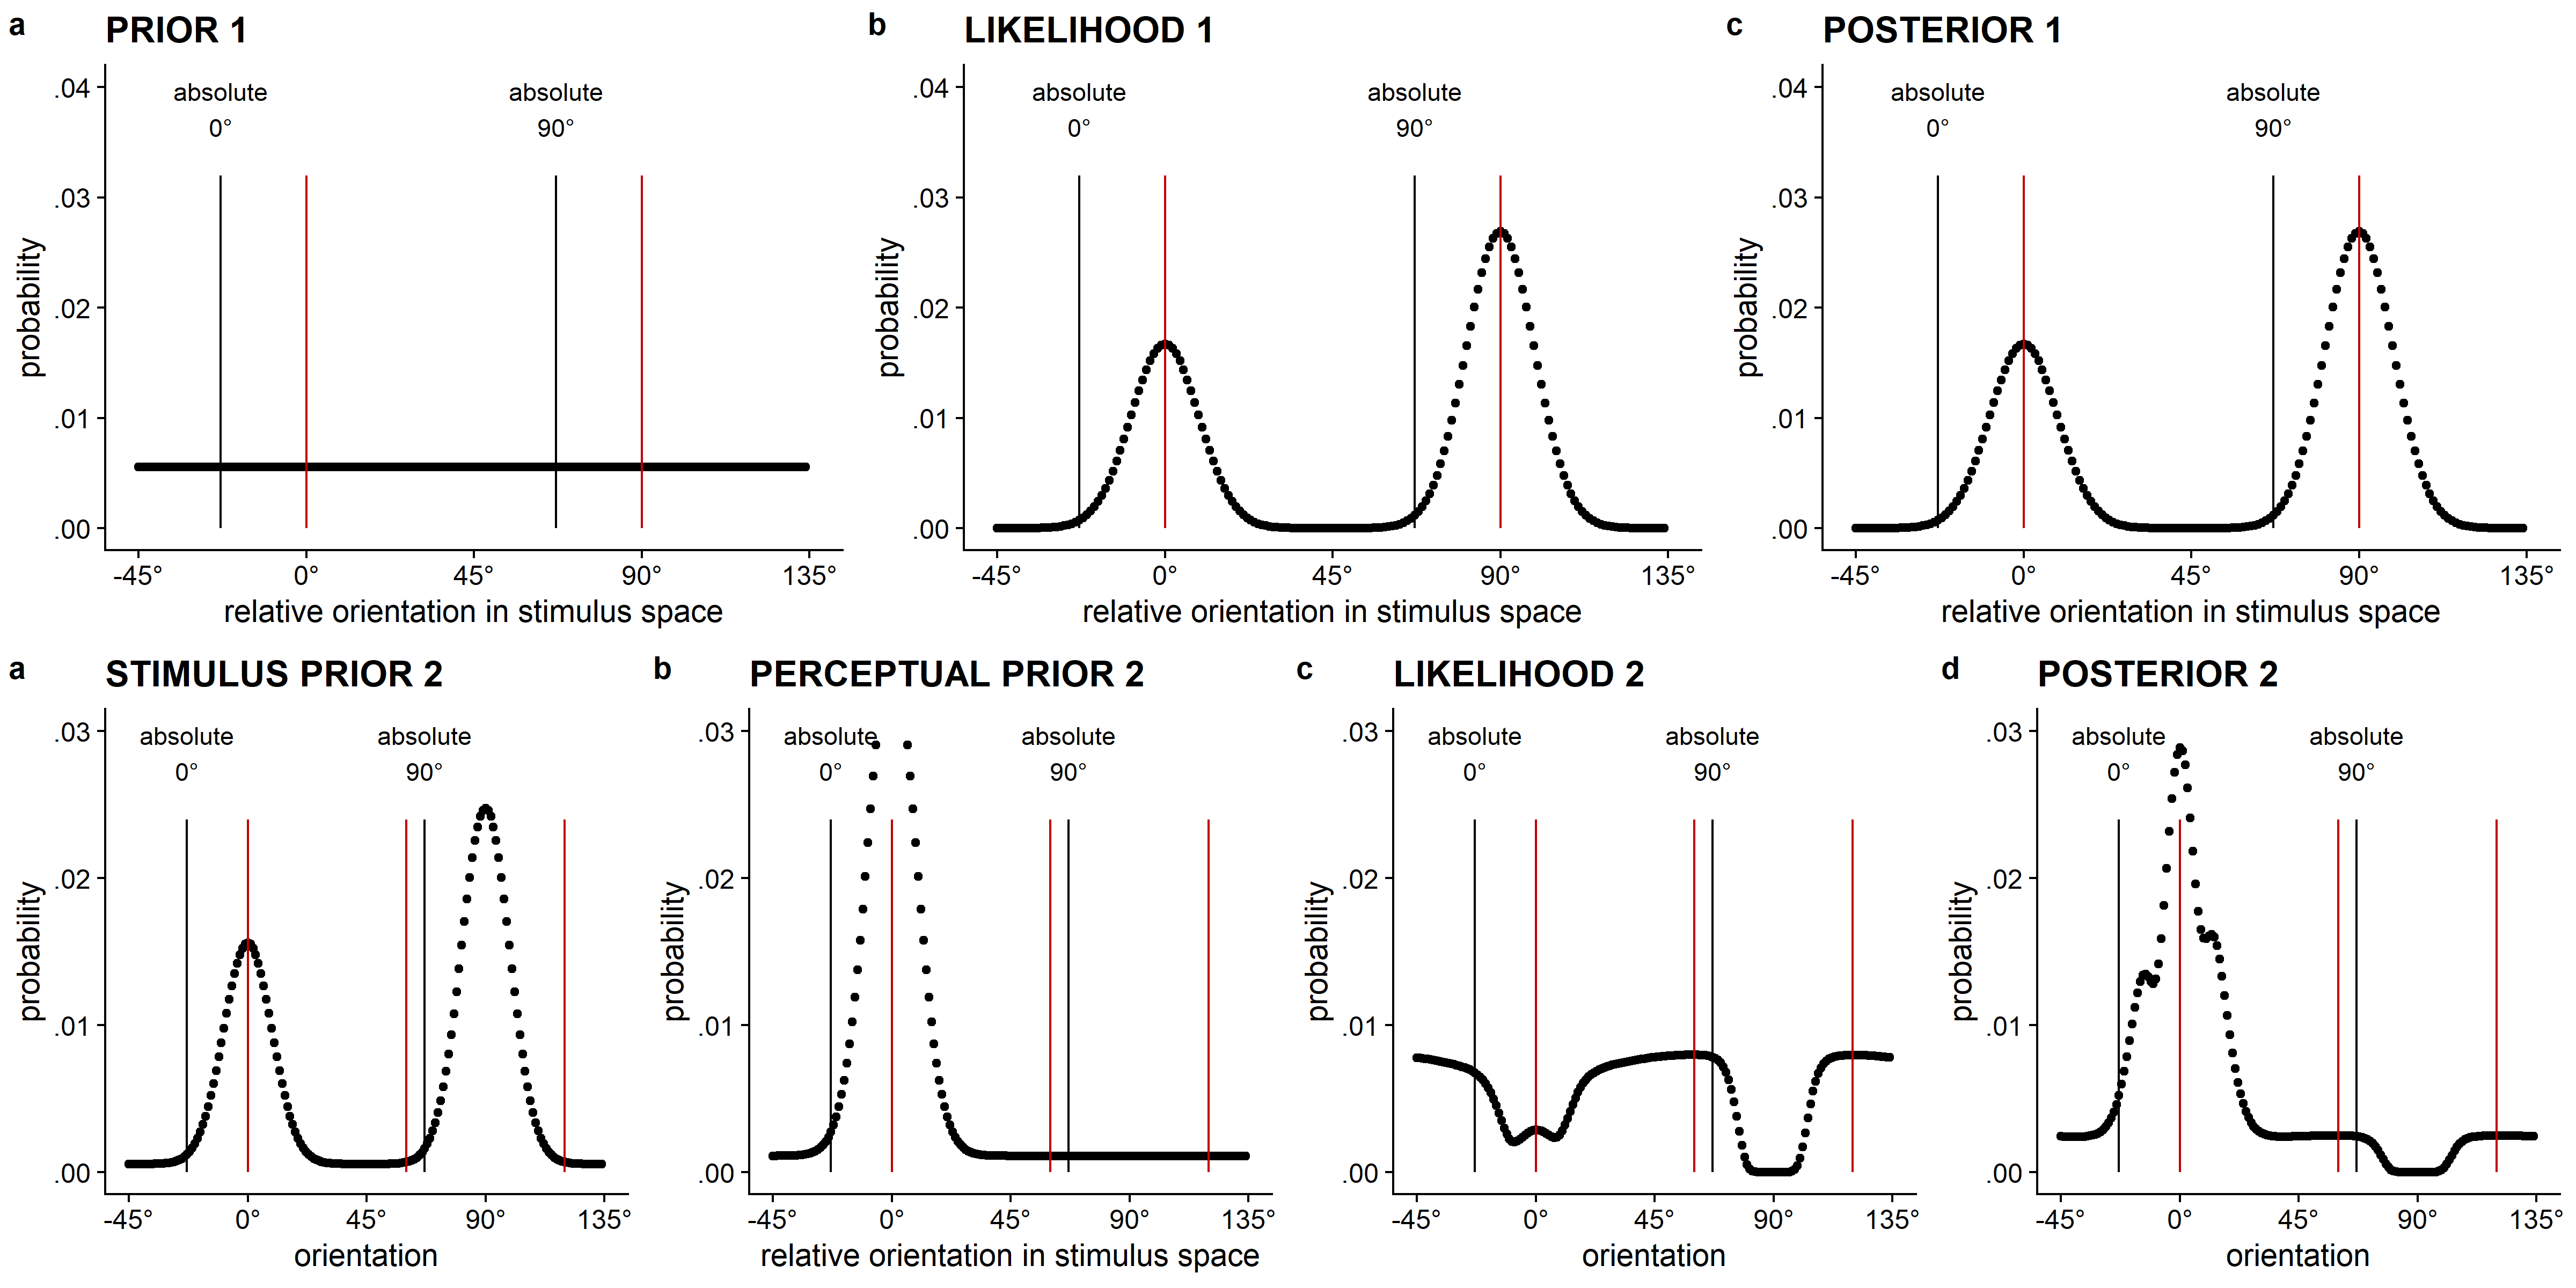 a PRIOR 1
.04
.03
.02
.01
.00
probability
absolute
0°
absolute
90°
-45° 0° 45° 90° 135°
relative orientation in stimulus space
b LIKELIHOOD 1
.04
.03
.02
.01
.00
probability
absolute
0°
absolute
90°
-45° 0° 45° 90° 135°
relative orientation in stimulus space
c POSTERIOR 1
.04
.03
.02
.01
.00
probability
absolute
0°
absolute
90°
-45° 0° 45° 90° 135°
relative orientation in stimulus space
a STIMULUS PRIOR 2
.03
.02
.01
.00
probability
absolute
0°
absolute
90°
-45° 0° 45° 90° 135°
orientation
b PERCEPTUAL PRIOR 2
.03
.02
.01
.00
probability
absolute
0°
absolute
90°
-45° 0° 45° 90° 135°
relative orientation in stimulus space
c LIKELIHOOD 2
.03
.02
.01
.00
probability
absolute
0°
absolute
90°
-45° 0° 45° 90° 135°
orientation
d POSTERIOR 2
.03
.02
.01
.00
probability
absolute
0°
absolute
90°
-45° 0° 45° 90° 135°
orientation